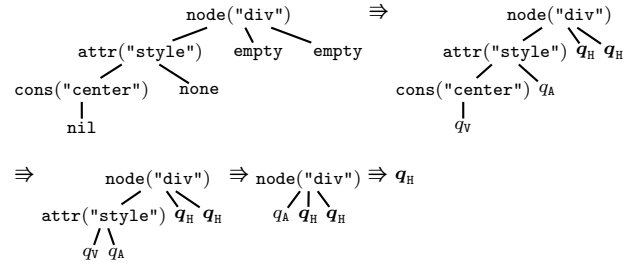 node("div") ⇛ node("div")
attr("style") empty empty attr("style") q_H q_H
cons("center") none cons("center") q_A
nil q_V
⇛ node("div") ⇛ node("div") ⇛ q_H
attr("style") q_H q_H q_A q_H q_H
q_V q_A